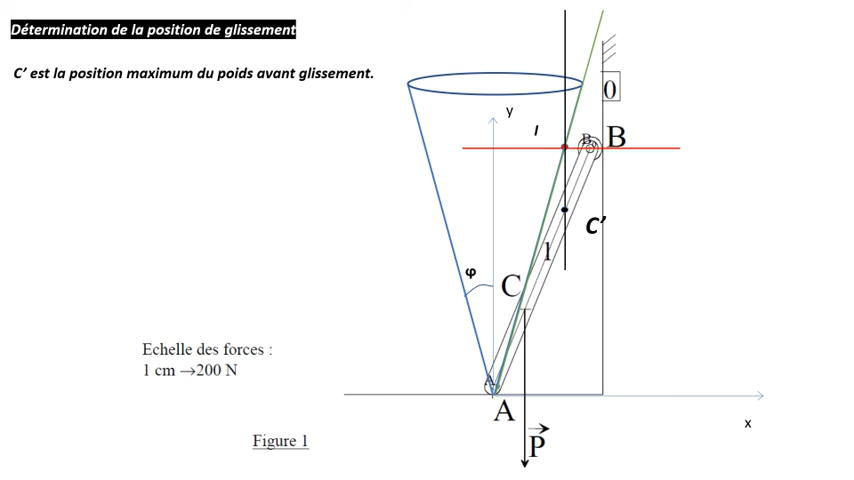 Détermination de la position de glissement
C’ est la position maximum du poids avant glissement.
0
y
I
B
B
C’
l
φ
C
Echelle des forces :
1 cm →200 N
A
A
x
P
Figure 1